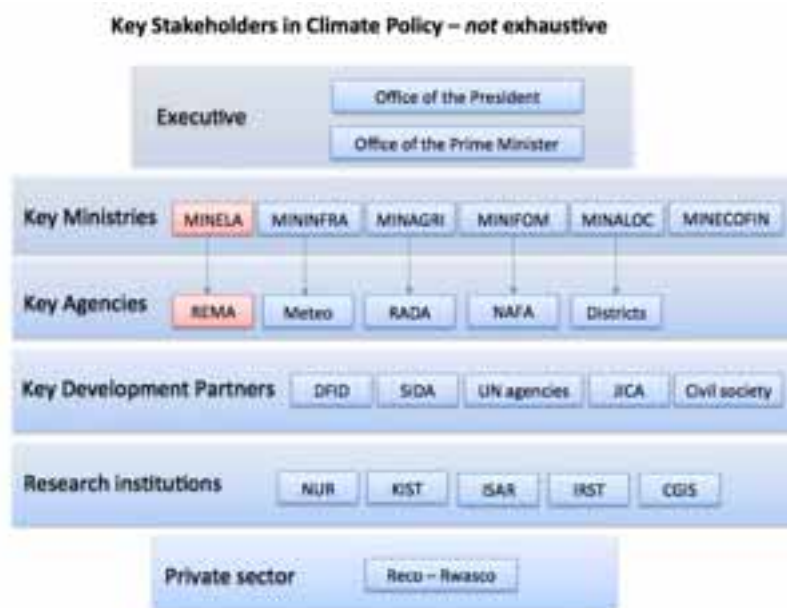 Key Stakeholders in Climate Policy – not exhaustive
Executive
Office of the President
Office of the Prime Minister
Key Ministries MINELA MININFRA MINAGRI MINIFOM MINALOC MINECOFIN
Key Agencies REMA Meteo RADA NAFA Districts
Key Development Partners DFID SIDA UN agencies JICA Civil society
Research institutions NUR KIST ISAR IRST CGIS
Private sector Reco – Rwasco